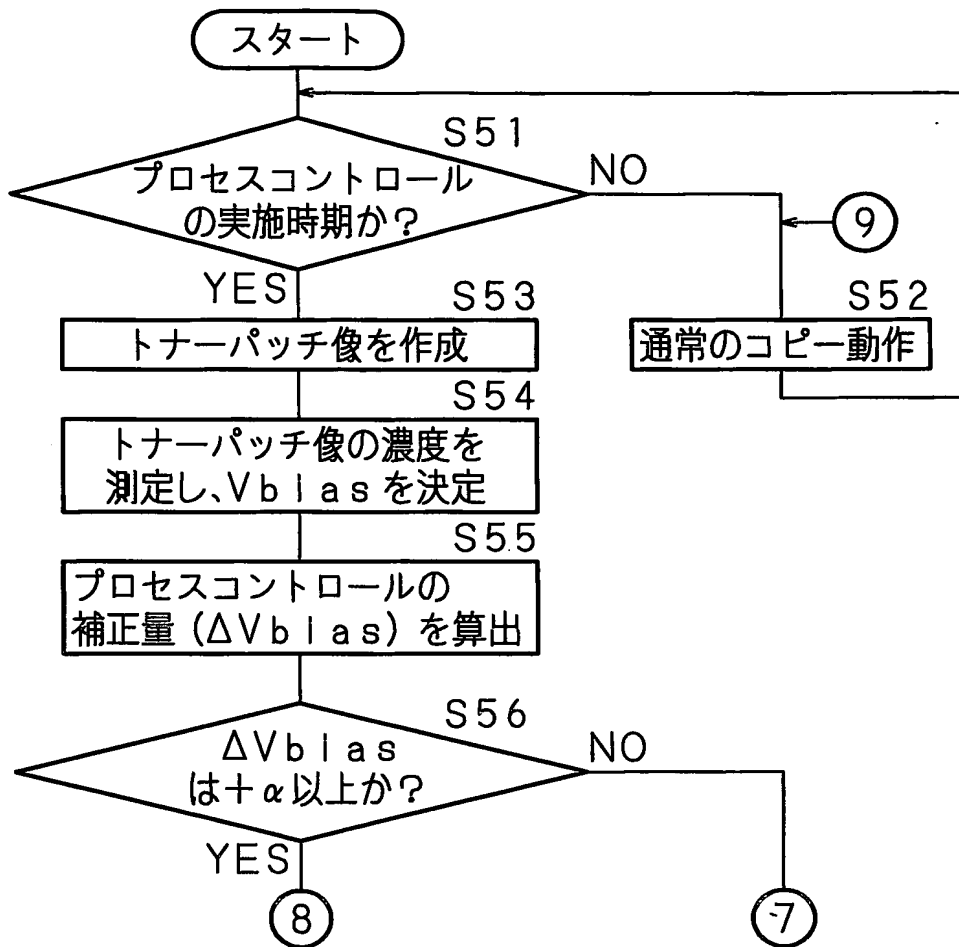 スタート
S51
プロセスコントロール
の実施時期か?
NO
9
YES
S53
トナーパッチ像を作成
S52
通常のコピー動作
S54
トナーパッチ像の濃度を
測定し、Vbiasを決定
S55
プロセスコントロールの
補正量(ΔVbias)を算出
S56
ΔVbias
は+α以上か?
NO
YES
8
7